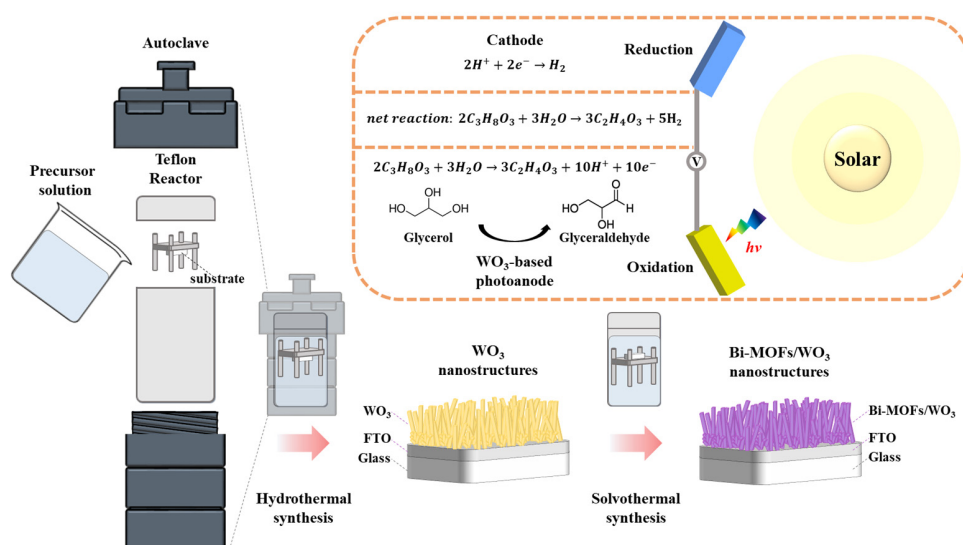 Autoclave
Teflon
Reactor
Precursor
solution
substrate
Cathode
2H⁺ + 2e⁻ → H₂
net reaction: 2C₃H₈O₃ + 3H₂O → 3C₂H₄O₃ + 5H₂
2C₃H₈O₃ + 3H₂O → 3C₂H₄O₃ + 10H⁺ + 10e⁻
OH
HO
OH
Glycerol
O
HO
H
OH
Glyceraldehyde
WO₃-based
photoanode
Reduction
V
Oxidation
hv
Solar
WO₃
nanostructures
WO₃
FTO
Glass
Hydrothermal
synthesis
Solvothermal
synthesis
Bi-MOFs/WO₃
nanostructures
Bi-MOFs/WO₃
FTO
Glass